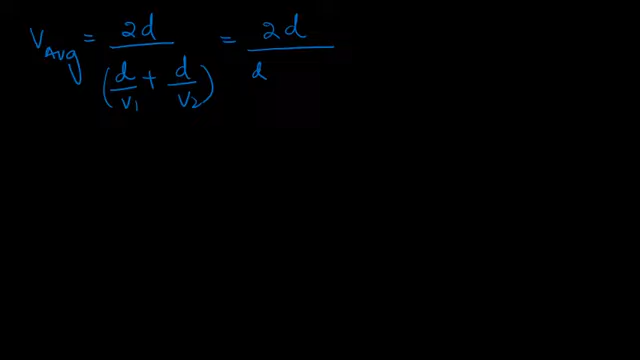 V_Avg = 2d / (d/v₁ + d/v₂) = 2d / d